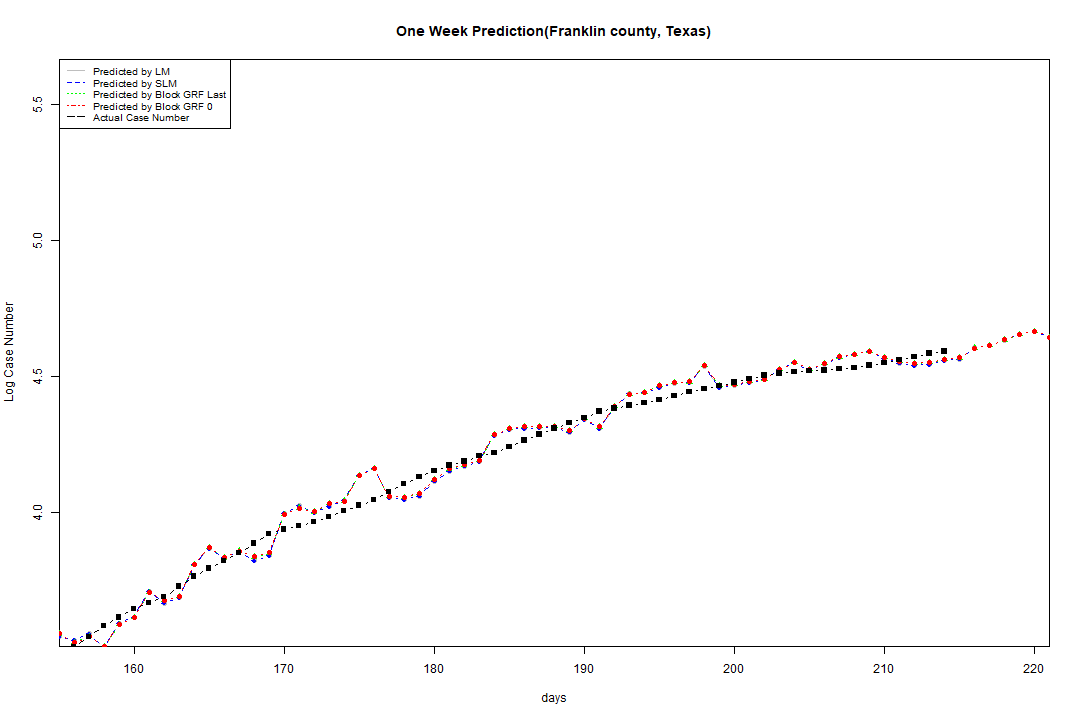 One Week Prediction(Franklin county, Texas)
Predicted by LM
Predicted by SLM
Predicted by Block GRF Last
Predicted by Block GRF 0
Actual Case Number
5.5
5.0
4.5
4.0
Log Case Number
160 170 180 190 200 210 220
days